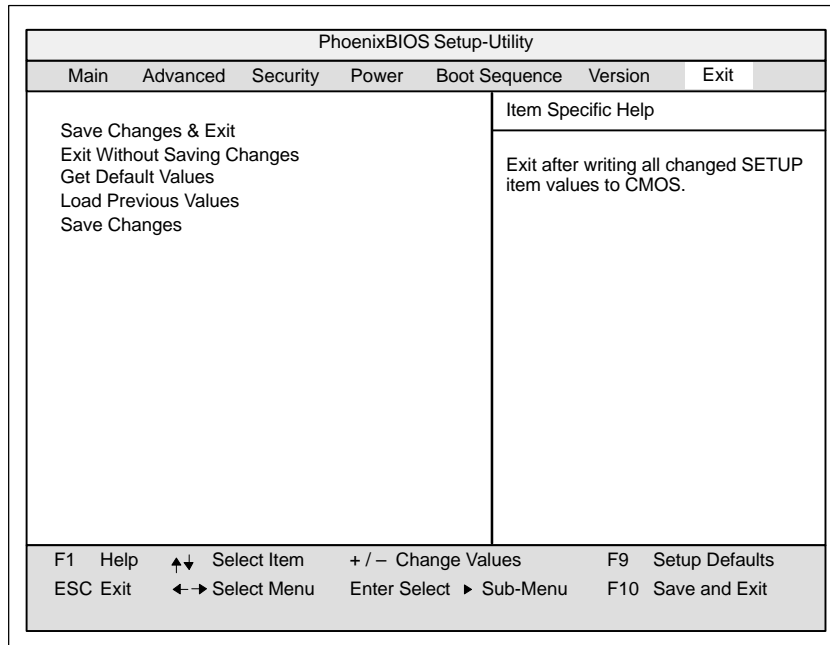 PhoenixBIOS Setup-Utility
Main Advanced Security Power Boot Sequence Version Exit
Save Changes & Exit
Exit Without Saving Changes
Get Default Values
Load Previous Values
Save Changes
Item Specific Help
Exit after writing all changed SETUP
item values to CMOS.
F1 Help Select Item + / – Change Values F9 Setup Defaults
ESC Exit Select Menu Enter Select Sub-Menu F10 Save and Exit